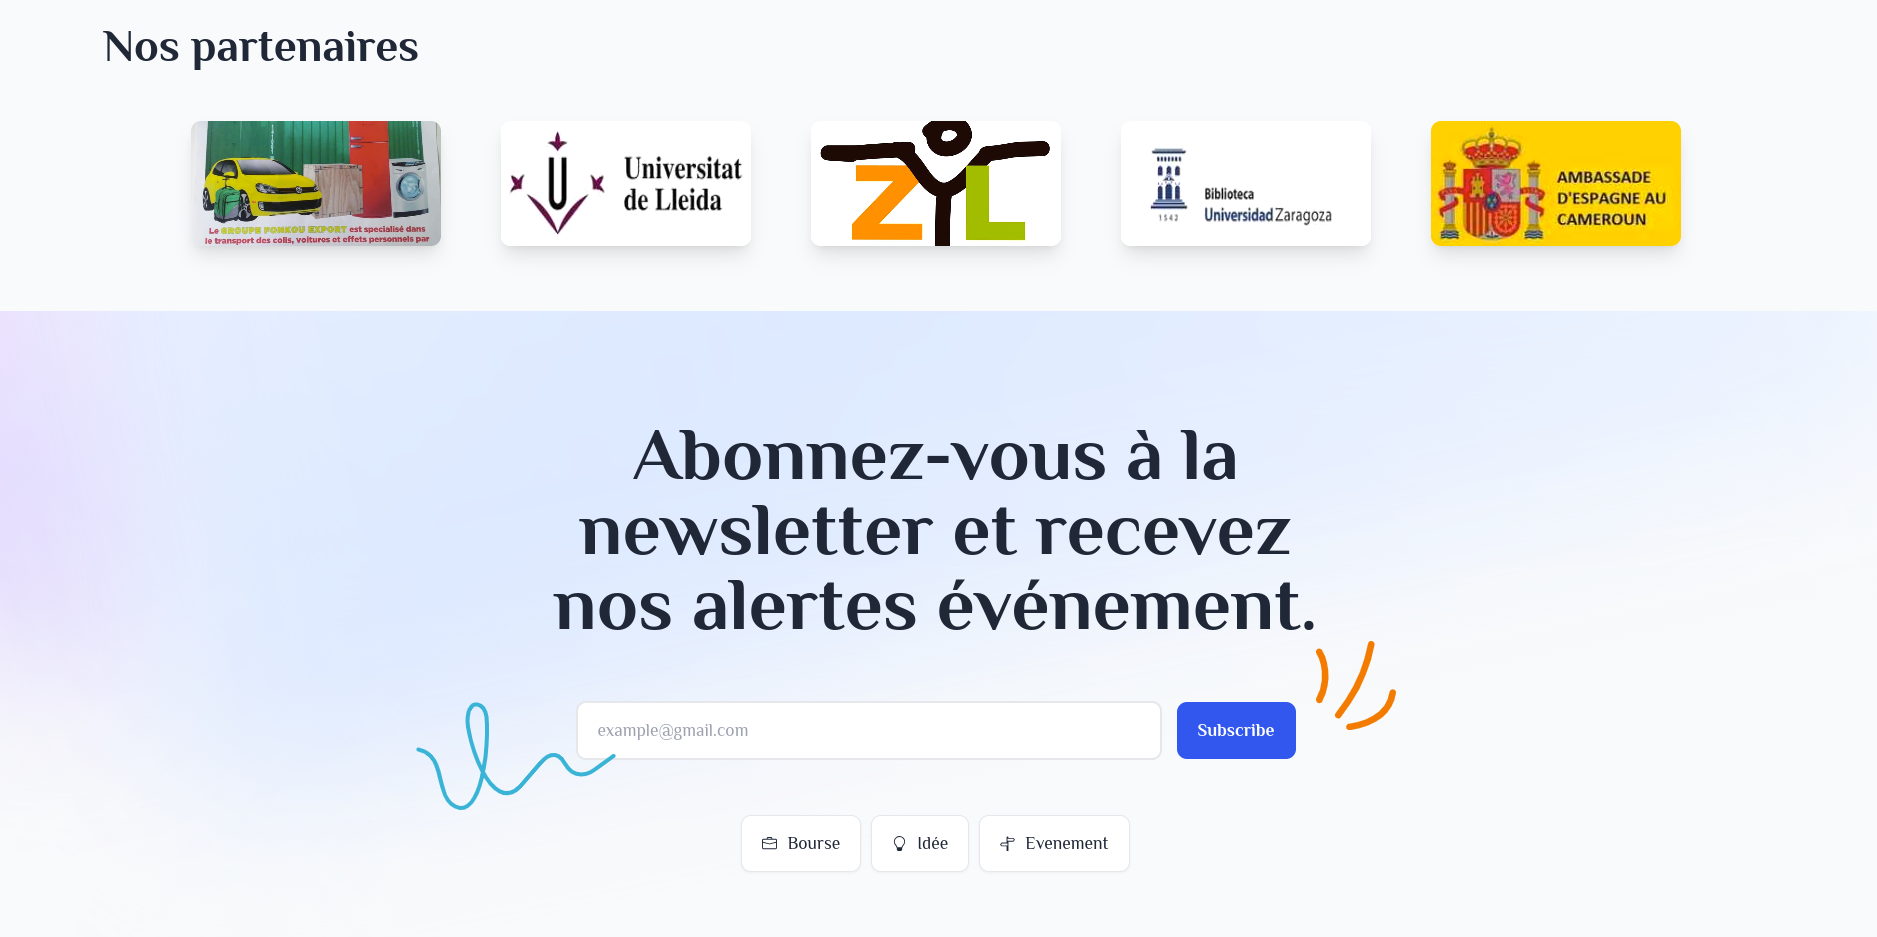 Nos partenaires
Le GROUPE PONKOU EXPORT est specialisé dans
le transport des colis, voitures et effets personnels par
U
Universitat
de Lleida
ZYL
Biblioteca
Universidad Zaragoza
1542
AMBASSADE
D'ESPAGNE AU
CAMEROUN
Abonnez-vous à la
newsletter et recevez
nos alertes événement.
example@gmail.com
Subscribe
Bourse
Idée
Evenement